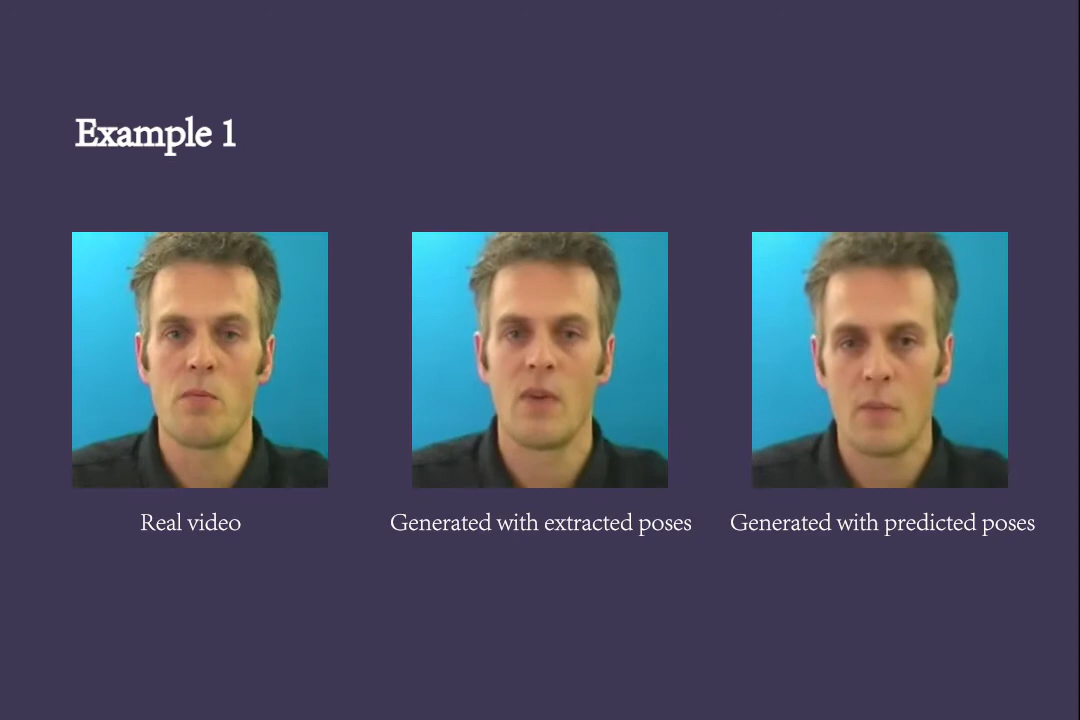 Example 1
Real video
Generated with extracted poses
Generated with predicted poses